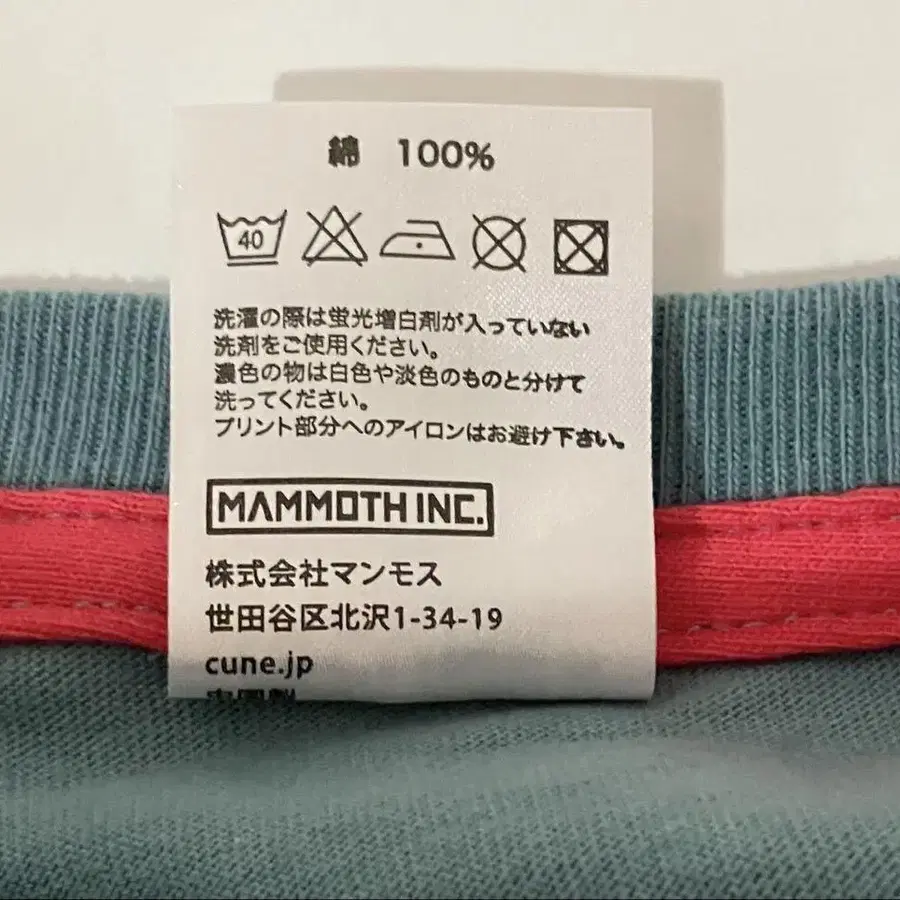 綿 100%
40
洗濯の際は蛍光増白剤が入っていない
洗剤をご使用ください。
濃色の物は白色や淡色のものと分けて
洗ってください。
プリント部分へのアイロンはお避け下さい。
MAMMOTH INC.
株式会社マンモス
世田谷区北沢1-34-19
cune.jp